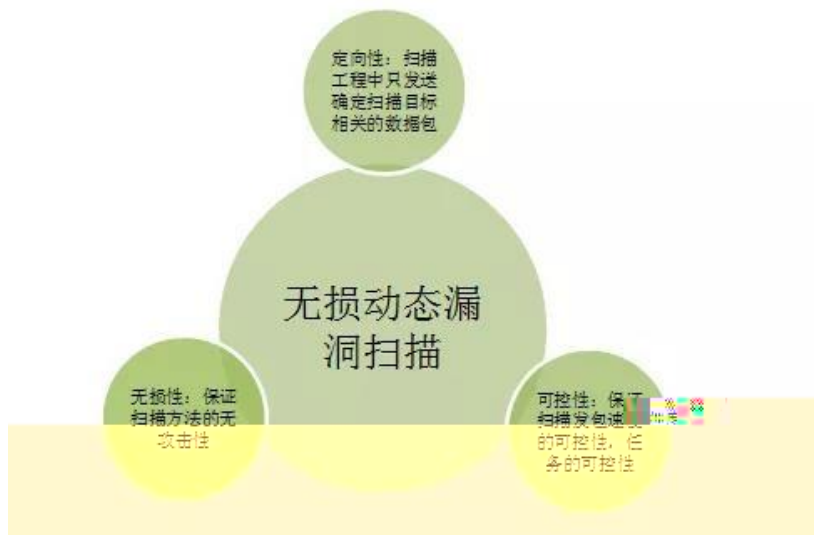 定向性：扫描
工程中只发送
确定扫描目标
相关的数据包
无损动态漏
洞扫描
无损性：保证
扫描方法的无
攻击性
可控性：保证
扫描发包速度
的可控性，任
务的可控性